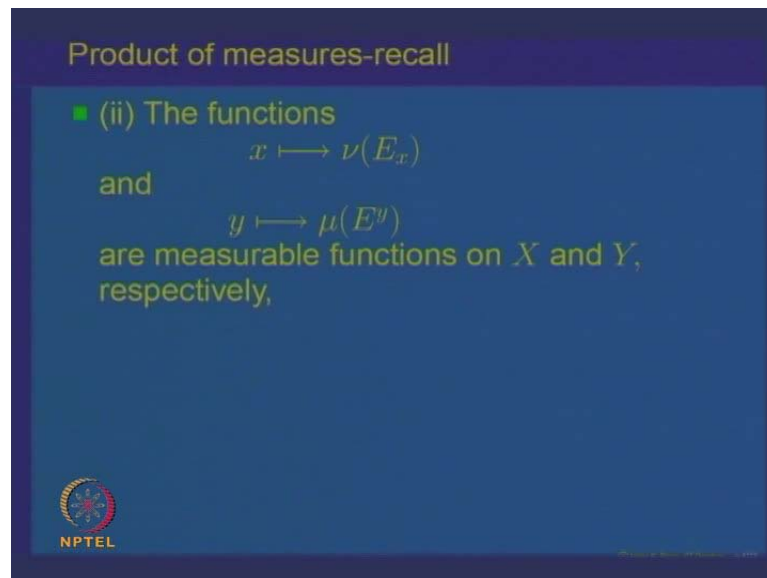 Product of measures-recall
(ii) The functions
x ⟼ ν(E_x)
and
y ⟼ μ(E^y)
are measurable functions on X and Y,
respectively,
NPTEL